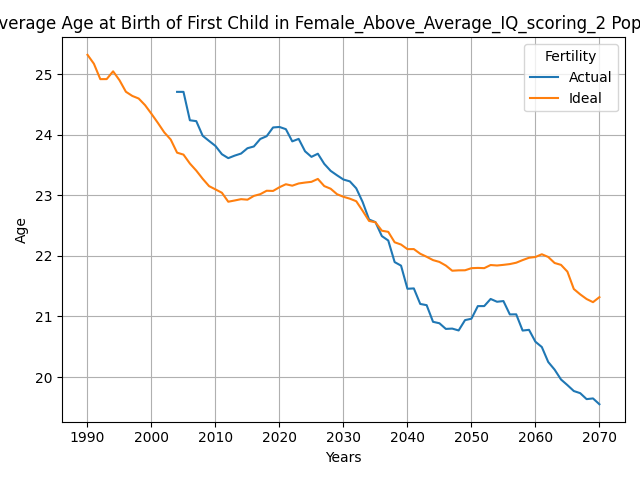 verage Age at Birth of First Child in Female_Above_Average_IQ_scoring_2 Pop
Fertility
Actual
Ideal
25
24
23
22
21
20
Age
1990 2000 2010 2020 2030 2040 2050 2060 2070
Years